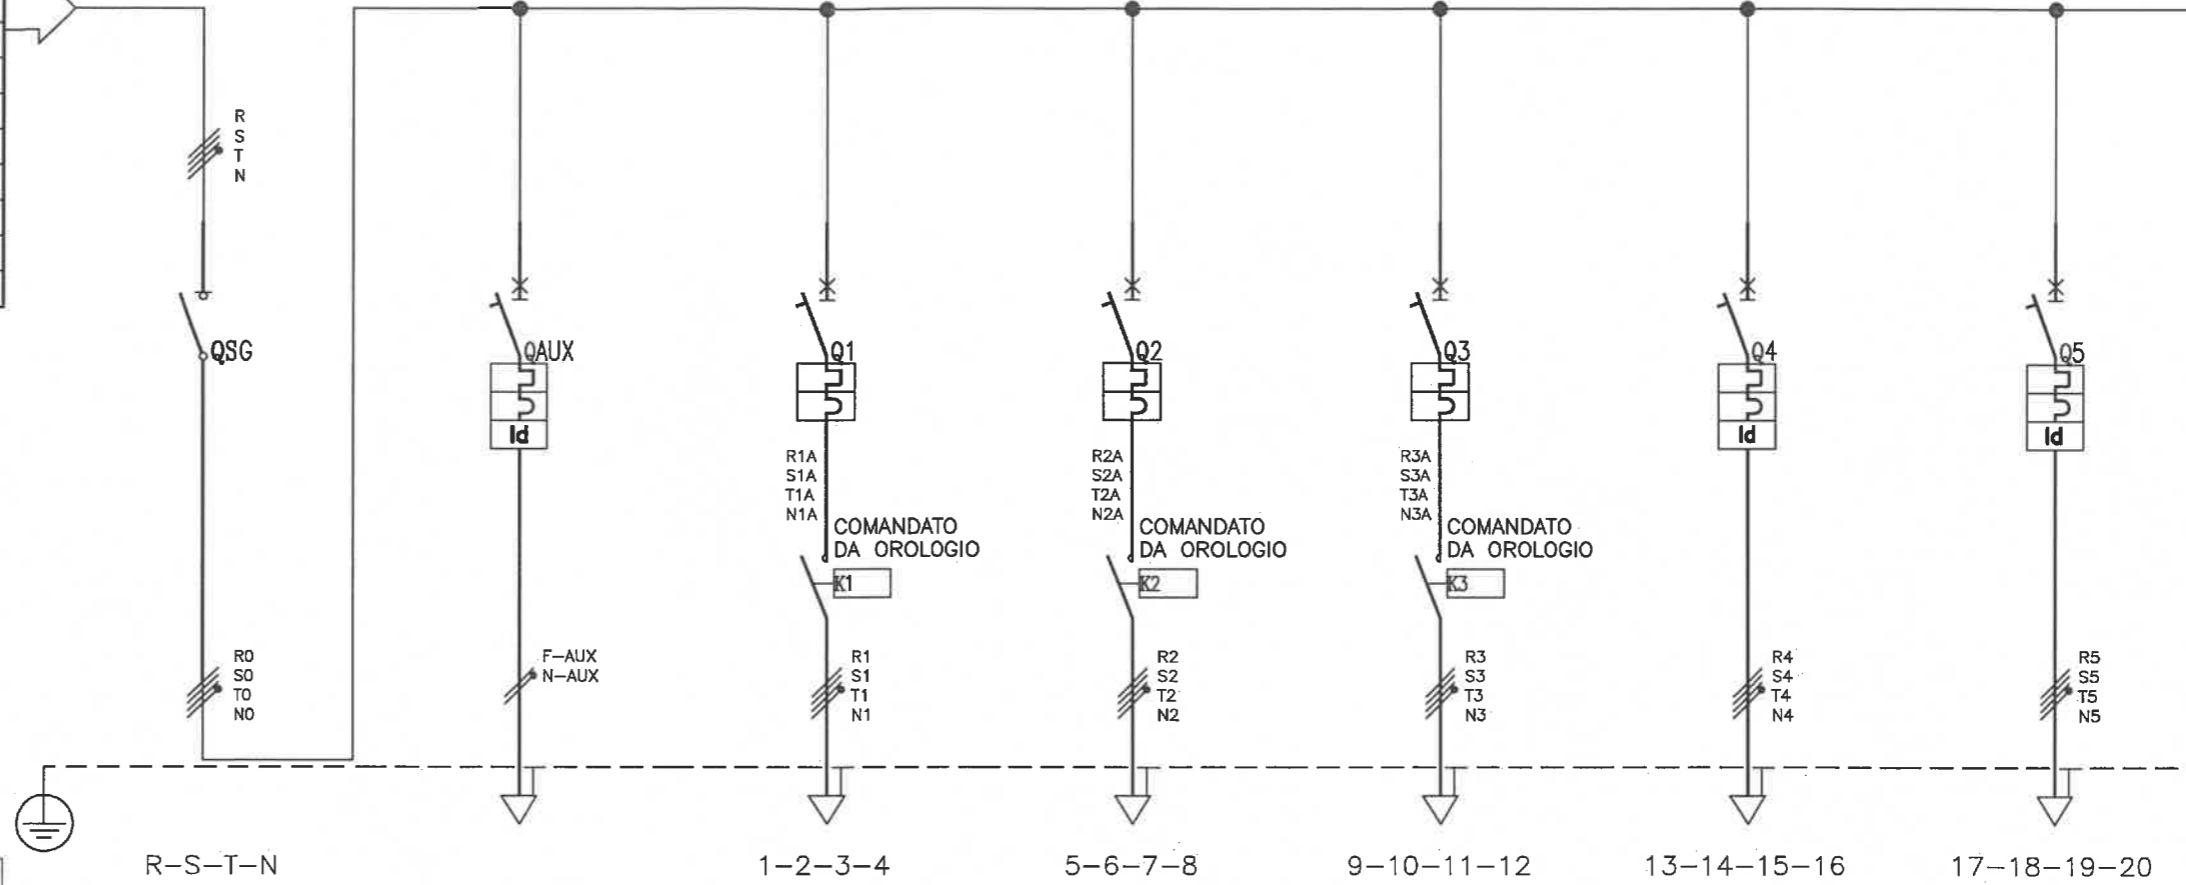 R
S
T
N
QSG
R0
S0
T0
N0
R-S-T-N
QAUX
Id
F-AUX
N-AUX
Q1
R1A
S1A
T1A
N1A
COMANDATO
DA OROLOGIO
K1
R1
S1
T1
N1
1-2-3-4
Q2
R2A
S2A
T2A
N2A
COMANDATO
DA OROLOGIO
K2
R2
S2
T2
N2
5-6-7-8
Q3
R3A
S3A
T3A
N3A
COMANDATO
DA OROLOGIO
K3
R3
S3
T3
N3
9-10-11-12
Q4
Id
R4
S4
T4
N4
13-14-15-16
Q5
Id
R5
S5
T5
N5
17-18-19-20